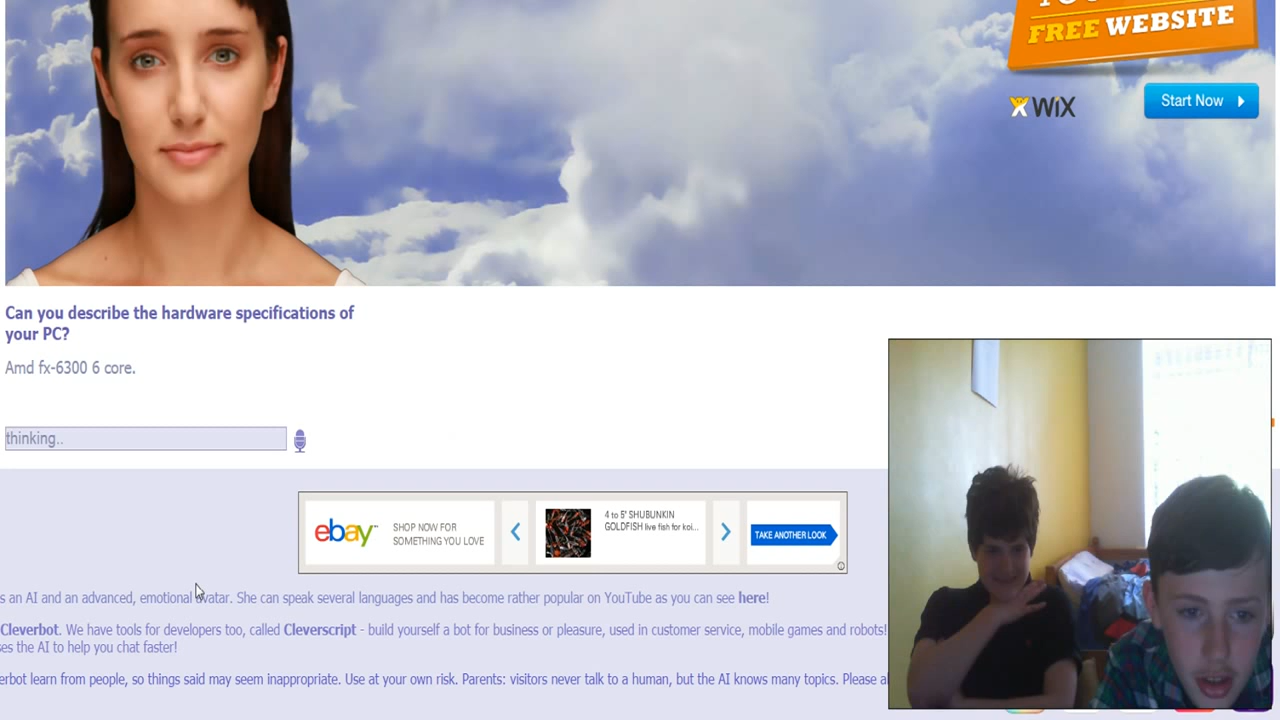 FREE WEBSITE
WiX
Start Now
Can you describe the hardware specifications of
your PC?
Amd fx-6300 6 core.
thinking..
ebay
SHOP NOW FOR
SOMETHING YOU LOVE
4 to 5" SHUBUNKIN
GOLDFISH live fish for koi...
TAKE ANOTHER LOOK
s an AI and an advanced, emotional avatar. She can speak several languages and has become rather popular on YouTube as you can see here!
Cleverbot. We have tools for developers too, called Cleverscript - build yourself a bot for business or pleasure, used in customer service, mobile games and robots!
es the AI to help you chat faster!
erbot learn from people, so things said may seem inappropriate. Use at your own risk. Parents: visitors never talk to a human, but the AI knows many topics. Please a